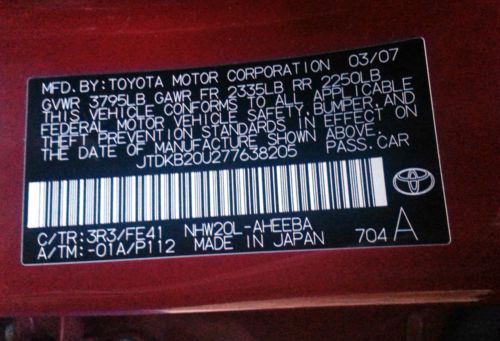 MFD. BY: TOYOTA MOTOR CORPORATION 03/07
GVWR 3795LB GAWR FR 2335LB RR 2250LB
THIS VEHICLE CONFORMS TO ALL APPLICABLE
FEDERAL MOTOR VEHICLE SAFETY, BUMPER, AND
THEFT PREVENTION STANDARDS IN EFFECT ON
THE DATE OF MANUFACTURE SHOWN ABOVE.
JTDKB20U277638205 PASS.CAR
C/TR: 3R3/FE41 NHW20L-AHEEBA
A/TM: -01A/P112 MADE IN JAPAN 704 A